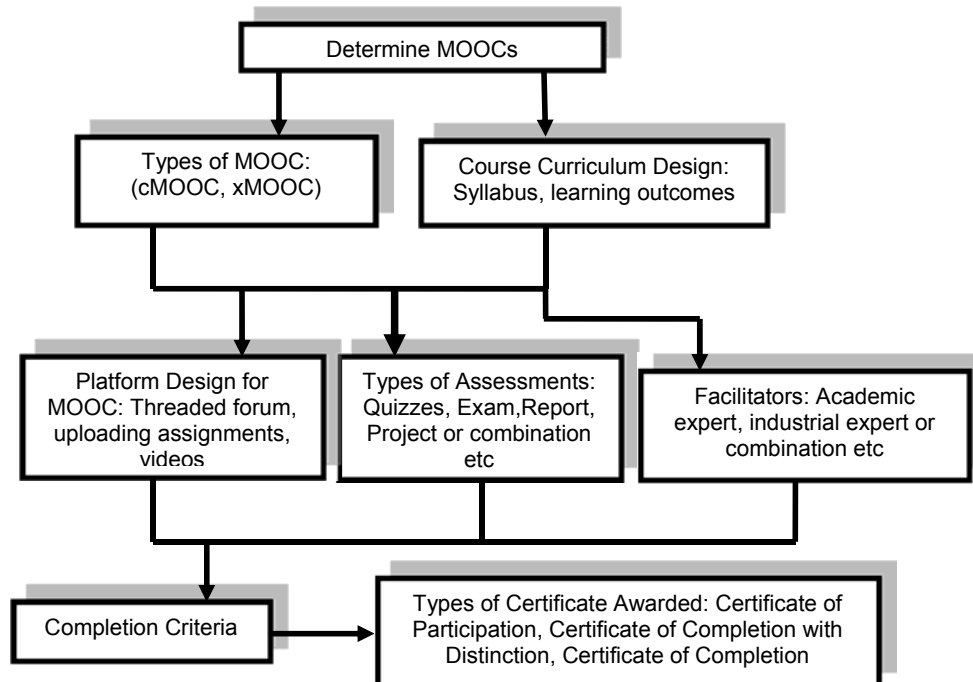 Determine MOOCs
Types of MOOC:
(cMOOC, xMOOC)
Course Curriculum Design:
Syllabus, learning outcomes
Platform Design for
MOOC: Threaded forum,
uploading assignments,
videos
Types of Assessments:
Quizzes, Exam,Report,
Project or combination
etc
Facilitators: Academic
expert, industrial expert or
combination etc
Completion Criteria
Types of Certificate Awarded: Certificate of
Participation, Certificate of Completion with
Distinction, Certificate of Completion